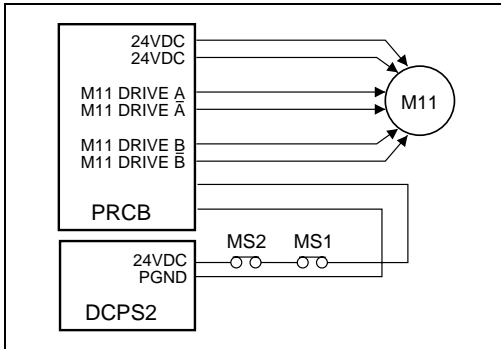 24VDC
24VDC
M11 DRIVE A
M11 DRIVE A̅
M11 DRIVE B
M11 DRIVE B̅
PRCB
M11
MS2 MS1
24VDC
PGND
DCPS2